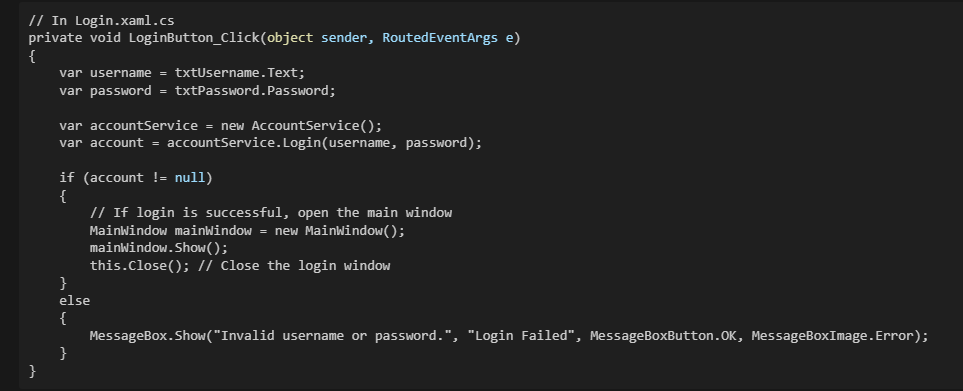 // In Login.xaml.cs
private void LoginButton_Click(object sender, RoutedEventArgs e)
{
    var username = txtUsername.Text;
    var password = txtPassword.Password;

    var accountService = new AccountService();
    var account = accountService.Login(username, password);

    if (account != null)
    {
        // If login is successful, open the main window
        MainWindow mainWindow = new MainWindow();
        mainWindow.Show();
        this.Close(); // Close the login window
    }
    else
    {
        MessageBox.Show("Invalid username or password.", "Login Failed", MessageBoxButton.OK, MessageBoxImage.Error);
    }
}